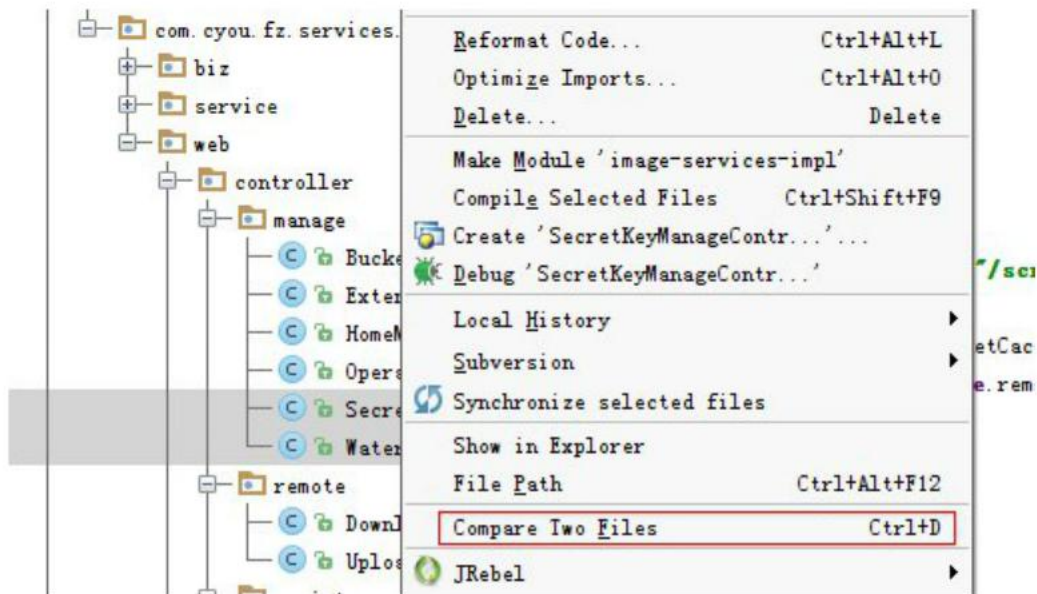 com.cyou.fz.services.
biz
service
web
controller
manage
Bucke
Exter
HomeM
Opera
Secre
Water
remote
Downl
Uploa
Reformat Code... Ctrl+Alt+L
Optimize Imports... Ctrl+Alt+O
Delete... Delete
Make Module 'image-services-impl'
Compile Selected Files Ctrl+Shift+F9
Create 'SecretKeyManageContr...'...
Debug 'SecretKeyManageContr...'
Local History
Subversion
Synchronize selected files
Show in Explorer
File Path Ctrl+Alt+F12
Compare Two Files Ctrl+D
JRebel
"/scr
etCac
e.rem